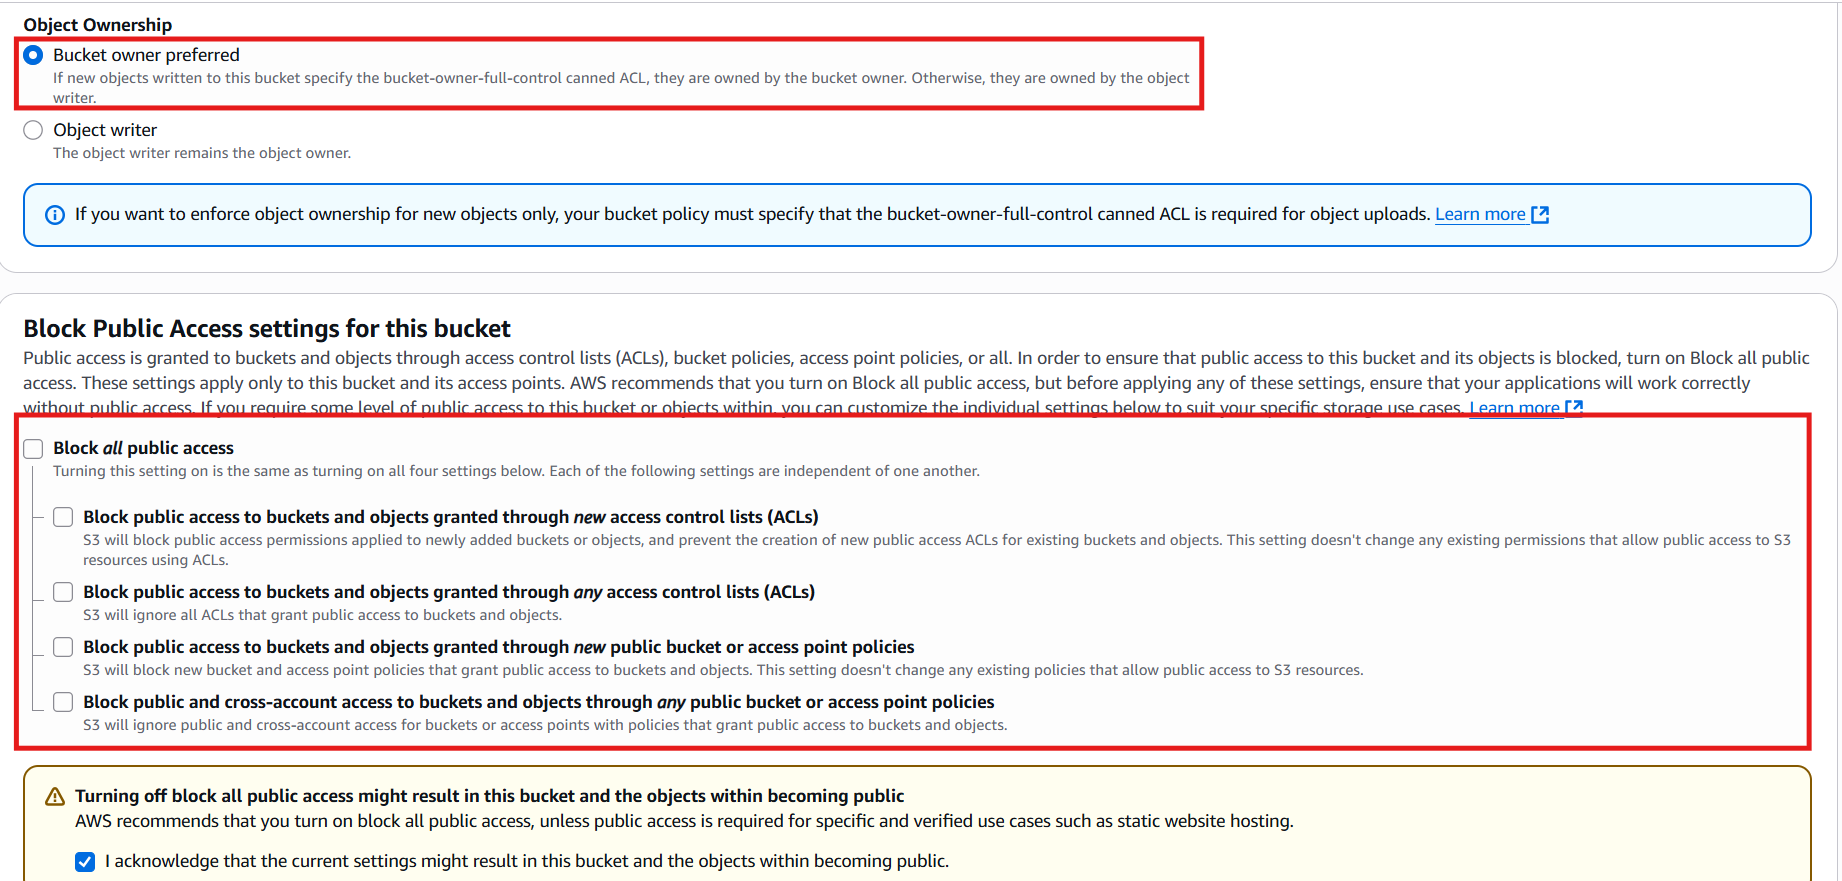 Object Ownership
Bucket owner preferred
If new objects written to this bucket specify the bucket-owner-full-control canned ACL, they are owned by the bucket owner. Otherwise, they are owned by the object
writer.
Object writer
The object writer remains the object owner.
If you want to enforce object ownership for new objects only, your bucket policy must specify that the bucket-owner-full-control canned ACL is required for object uploads. Learn more
Block Public Access settings for this bucket
Public access is granted to buckets and objects through access control lists (ACLs), bucket policies, access point policies, or all. In order to ensure that public access to this bucket and its objects is blocked, turn on Block all public
access. These settings apply only to this bucket and its access points. AWS recommends that you turn on Block all public access, but before applying any of these settings, ensure that your applications will work correctly
without public access. If you require some level of public access to this bucket or objects within, you can customize the individual settings below to suit your specific storage use cases. Learn more
Block all public access
Turning this setting on is the same as turning on all four settings below. Each of the following settings are independent of one another.
Block public access to buckets and objects granted through new access control lists (ACLs)
S3 will block public access permissions applied to newly added buckets or objects, and prevent the creation of new public access ACLs for existing buckets and objects. This setting doesn't change any existing permissions that allow public access to S3
resources using ACLs.
Block public access to buckets and objects granted through any access control lists (ACLs)
S3 will ignore all ACLs that grant public access to buckets and objects.
Block public access to buckets and objects granted through new public bucket or access point policies
S3 will block new bucket and access point policies that grant public access to buckets and objects. This setting doesn't change any existing policies that allow public access to S3 resources.
Block public and cross-account access to buckets and objects through any public bucket or access point policies
S3 will ignore public and cross-account access for buckets or access points with policies that grant public access to buckets and objects.
Turning off block all public access might result in this bucket and the objects within becoming public
AWS recommends that you turn on block all public access, unless public access is required for specific and verified use cases such as static website hosting.
I acknowledge that the current settings might result in this bucket and the objects within becoming public.